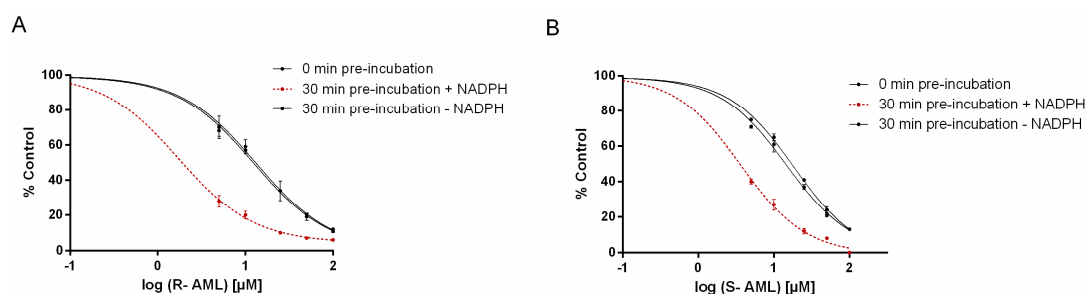 A
0 min pre-incubation
30 min pre-incubation + NADPH
30 min pre-incubation - NADPH
100
80
60
40
20
0
% Control
-1
0
1
2
log (R- AML) [µM]
B
0 min pre-incubation
30 min pre-incubation + NADPH
30 min pre-incubation - NADPH
100
80
60
40
20
0
% Control
-1
0
1
2
log (S- AML) [µM]